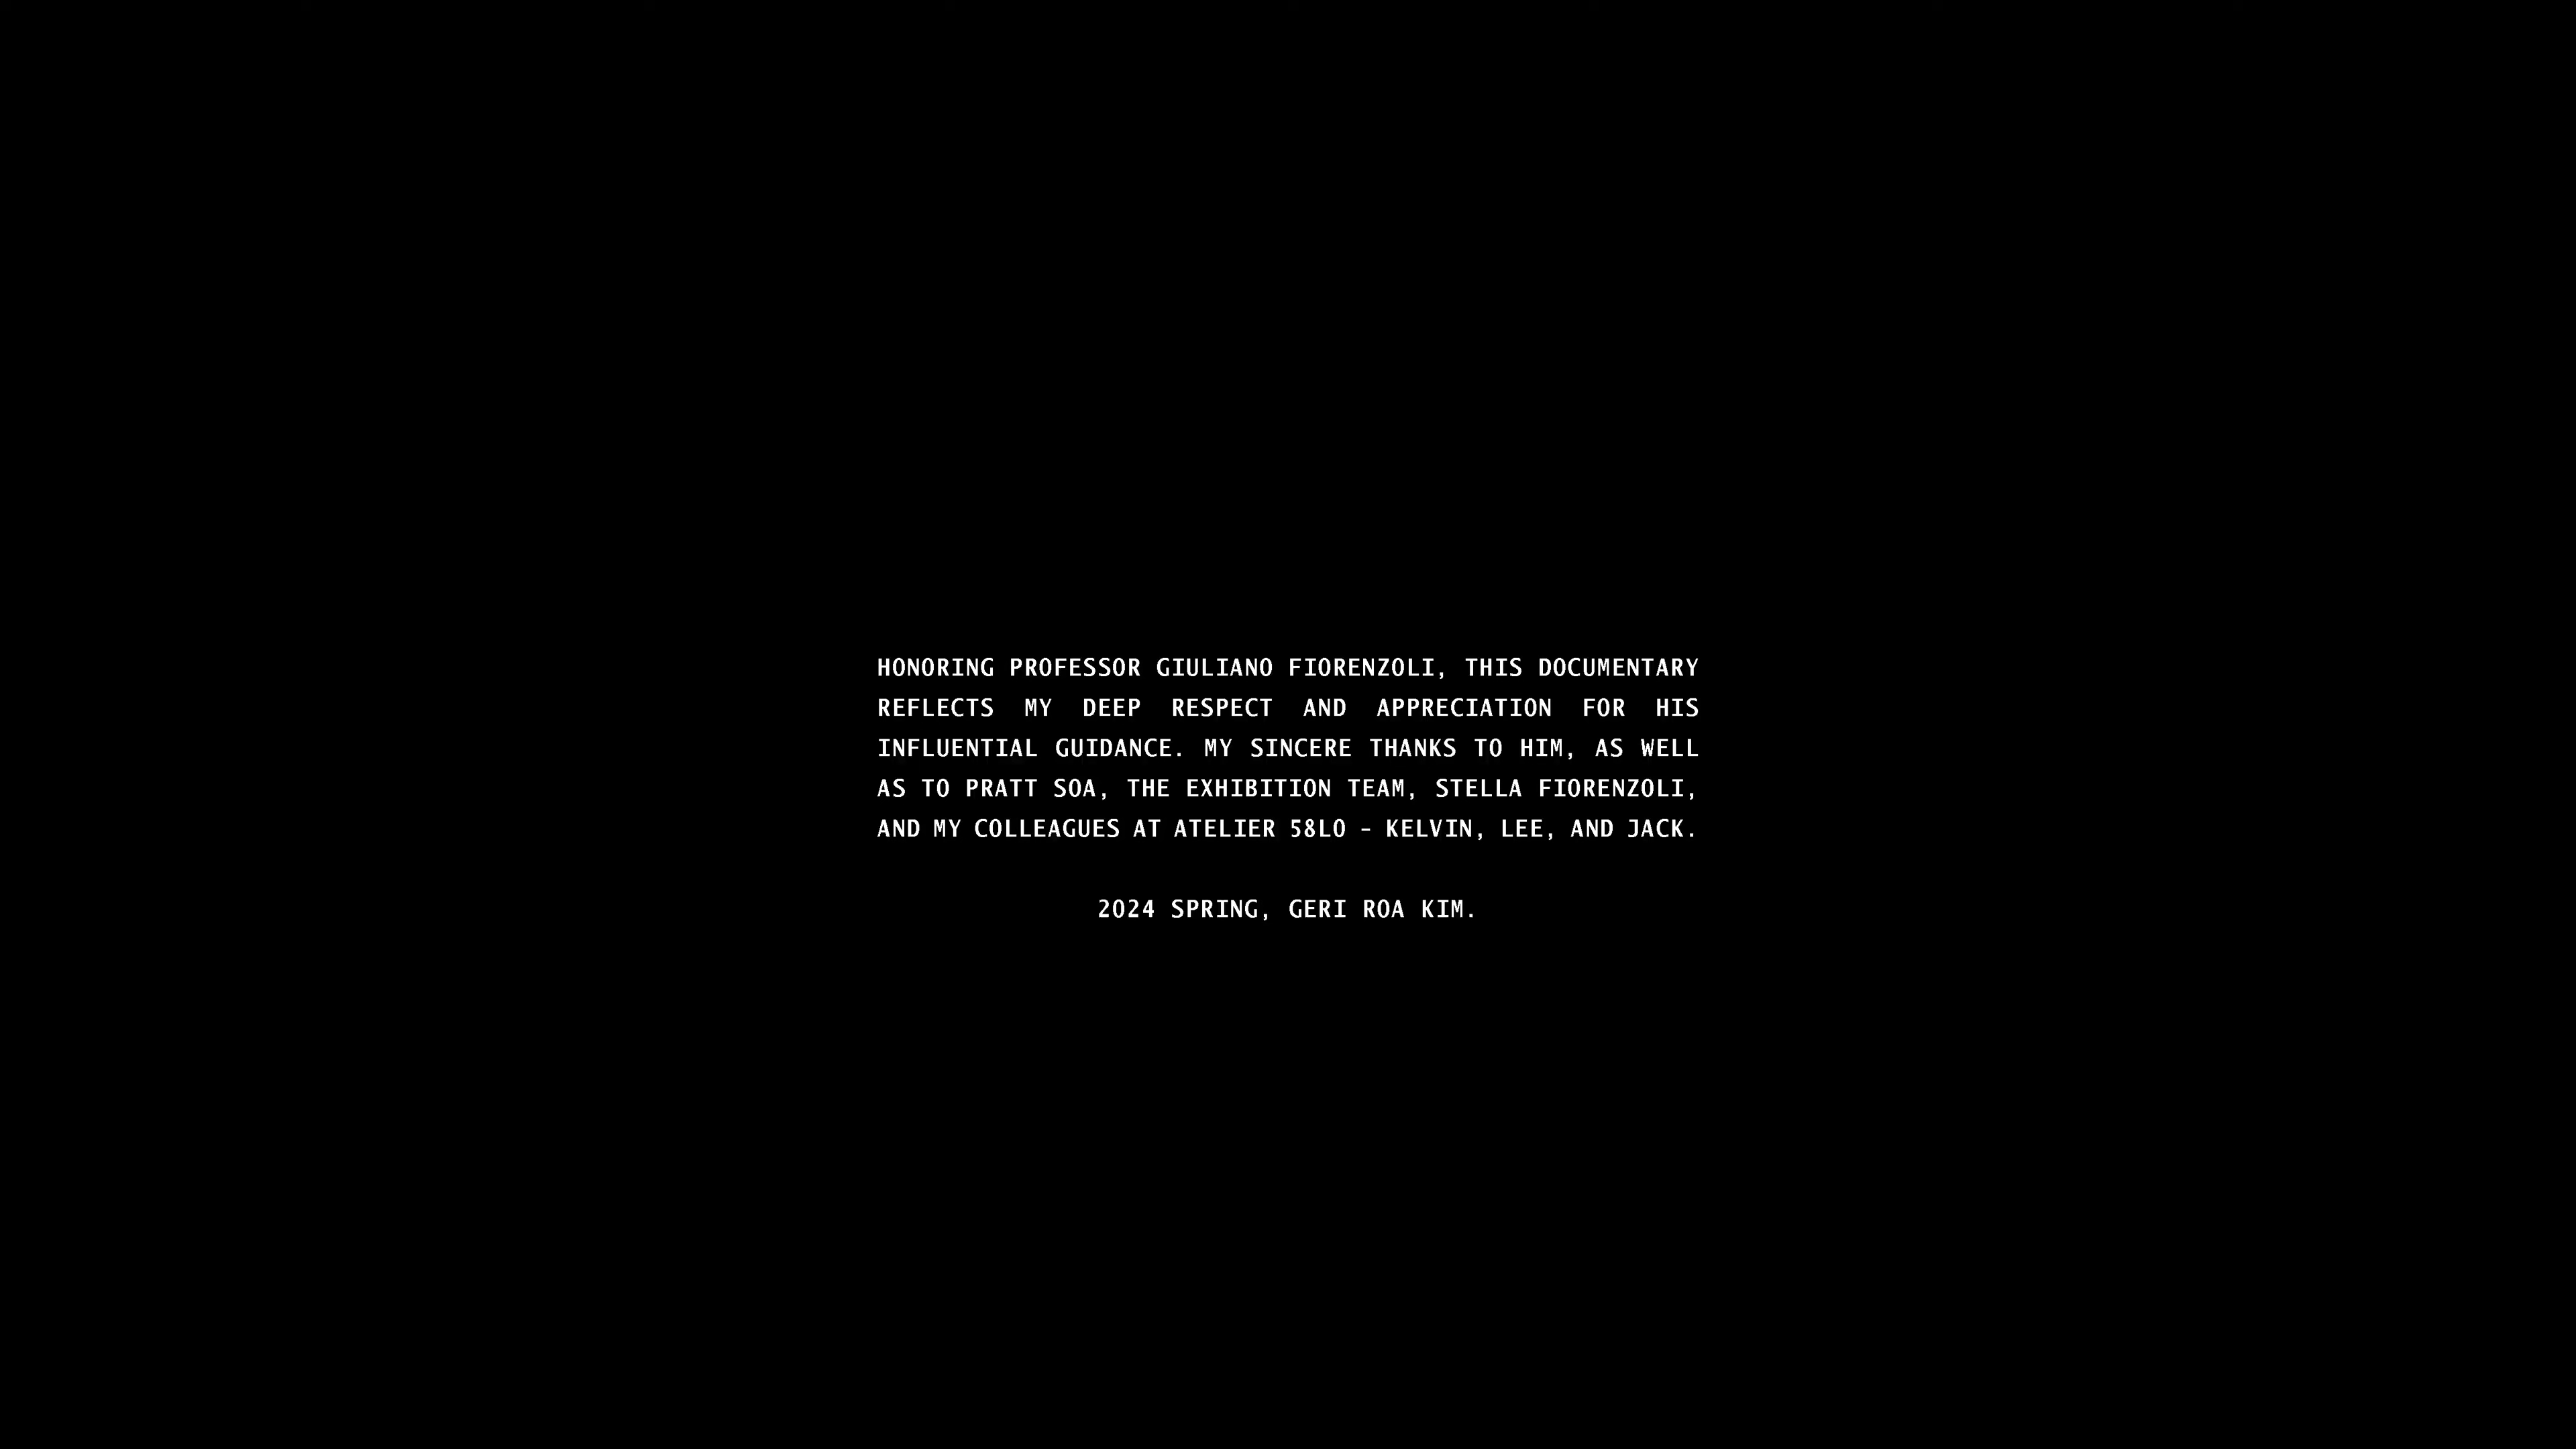 HONORING PROFESSOR GIULIANO FIORENZOLI, THIS DOCUMENTARY
REFLECTS MY DEEP RESPECT AND APPRECIATION FOR HIS
INFLUENTIAL GUIDANCE. MY SINCERE THANKS TO HIM, AS WELL
AS TO PRATT SOA, THE EXHIBITION TEAM, STELLA FIORENZOLI,
AND MY COLLEAGUES AT ATELIER 58LO - KELVIN, LEE, AND JACK.
2024 SPRING, GERI ROA KIM.